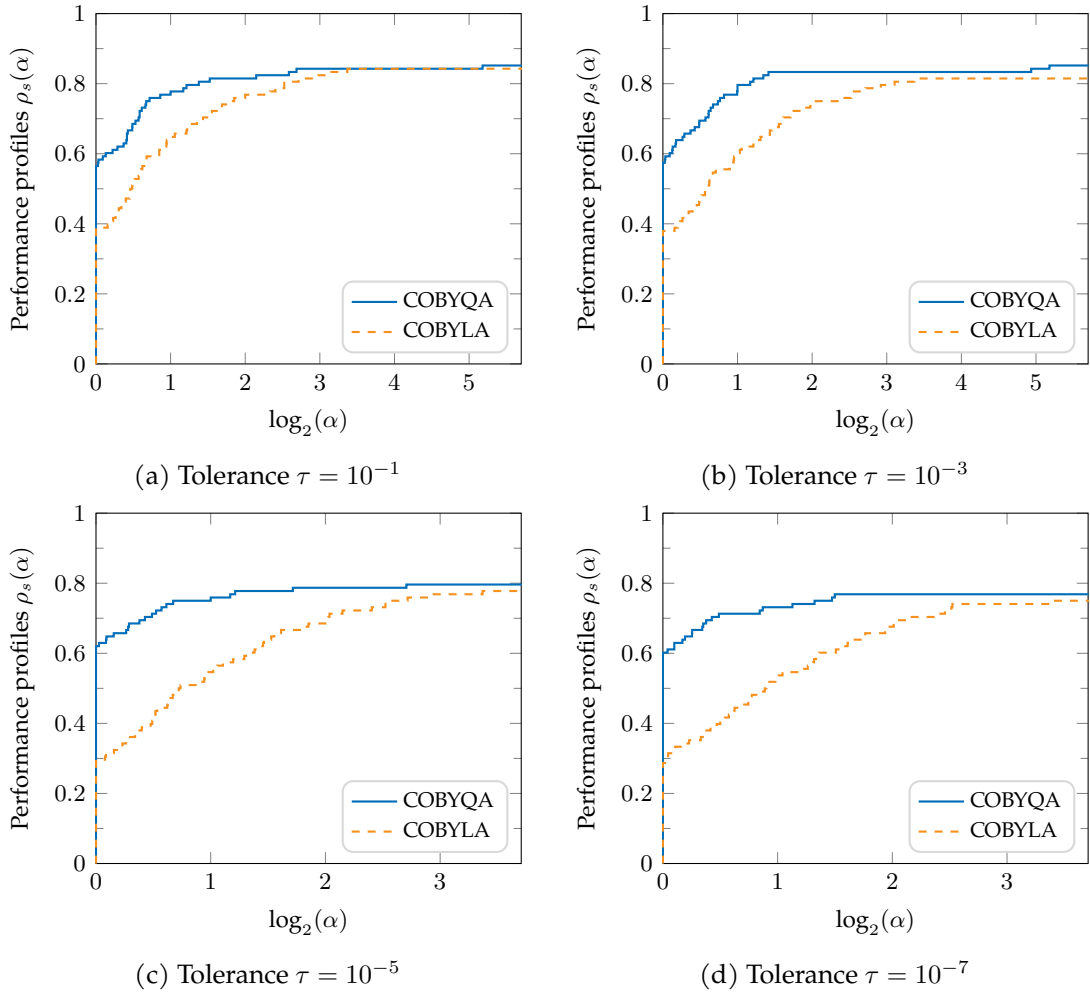 1
0.8
0.6
0.4
0.2
0
Performance profiles ρₛ(α)
COBYQA
COBYLA
0 1 2 3 4 5
log₂(α)
(a) Tolerance τ = 10⁻¹
1
0.8
0.6
0.4
0.2
0
Performance profiles ρₛ(α)
COBYQA
COBYLA
0 1 2 3 4 5
log₂(α)
(b) Tolerance τ = 10⁻³
1
0.8
0.6
0.4
0.2
0
Performance profiles ρₛ(α)
COBYQA
COBYLA
0 1 2 3
log₂(α)
(c) Tolerance τ = 10⁻⁵
1
0.8
0.6
0.4
0.2
0
Performance profiles ρₛ(α)
COBYQA
COBYLA
0 1 2 3
log₂(α)
(d) Tolerance τ = 10⁻⁷